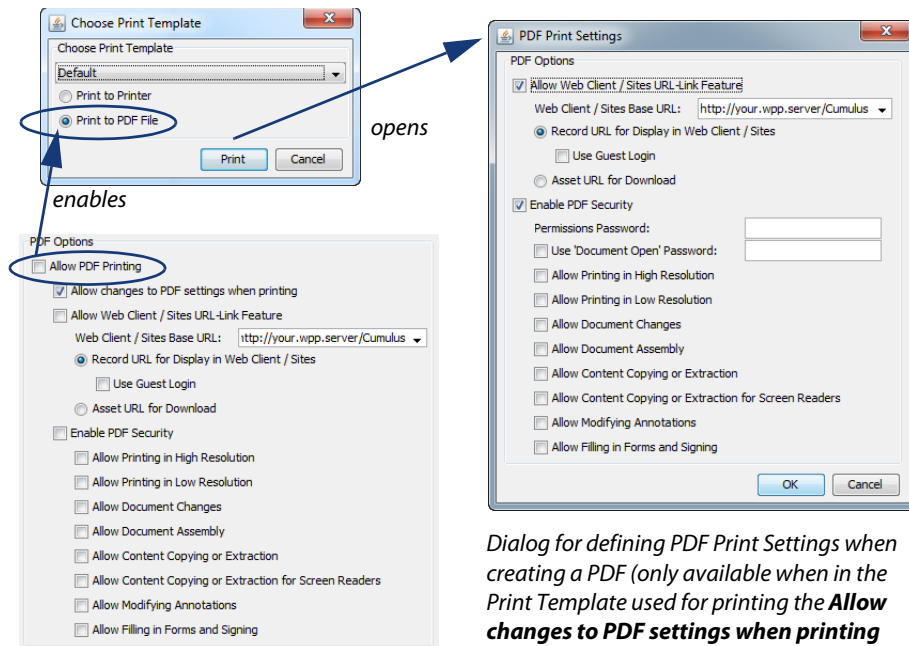 Choose Print Template
Choose Print Template
Default
Print to Printer
Print to PDF File
Print
Cancel
opens
enables
PDF Options
Allow PDF Printing
Allow changes to PDF settings when printing
Allow Web Client / Sites URL-Link Feature
Web Client / Sites Base URL: http://your.wpp.server/Cumulus
Record URL for Display in Web Client / Sites
Use Guest Login
Asset URL for Download
Enable PDF Security
Allow Printing in High Resolution
Allow Printing in Low Resolution
Allow Document Changes
Allow Document Assembly
Allow Content Copying or Extraction
Allow Content Copying or Extraction for Screen Readers
Allow Modifying Annotations
Allow Filling in Forms and Signing
PDF Print Settings
PDF Options
Allow Web Client / Sites URL-Link Feature
Web Client / Sites Base URL: http://your.wpp.server/Cumulus
Record URL for Display in Web Client / Sites
Use Guest Login
Asset URL for Download
Enable PDF Security
Permissions Password:
Use 'Document Open' Password:
Allow Printing in High Resolution
Allow Printing in Low Resolution
Allow Document Changes
Allow Document Assembly
Allow Content Copying or Extraction
Allow Content Copying or Extraction for Screen Readers
Allow Modifying Annotations
Allow Filling in Forms and Signing
OK
Cancel
Dialog for defining PDF Print Settings when
creating a PDF (only available when in the
Print Template used for printing the Allow
changes to PDF settings when printing